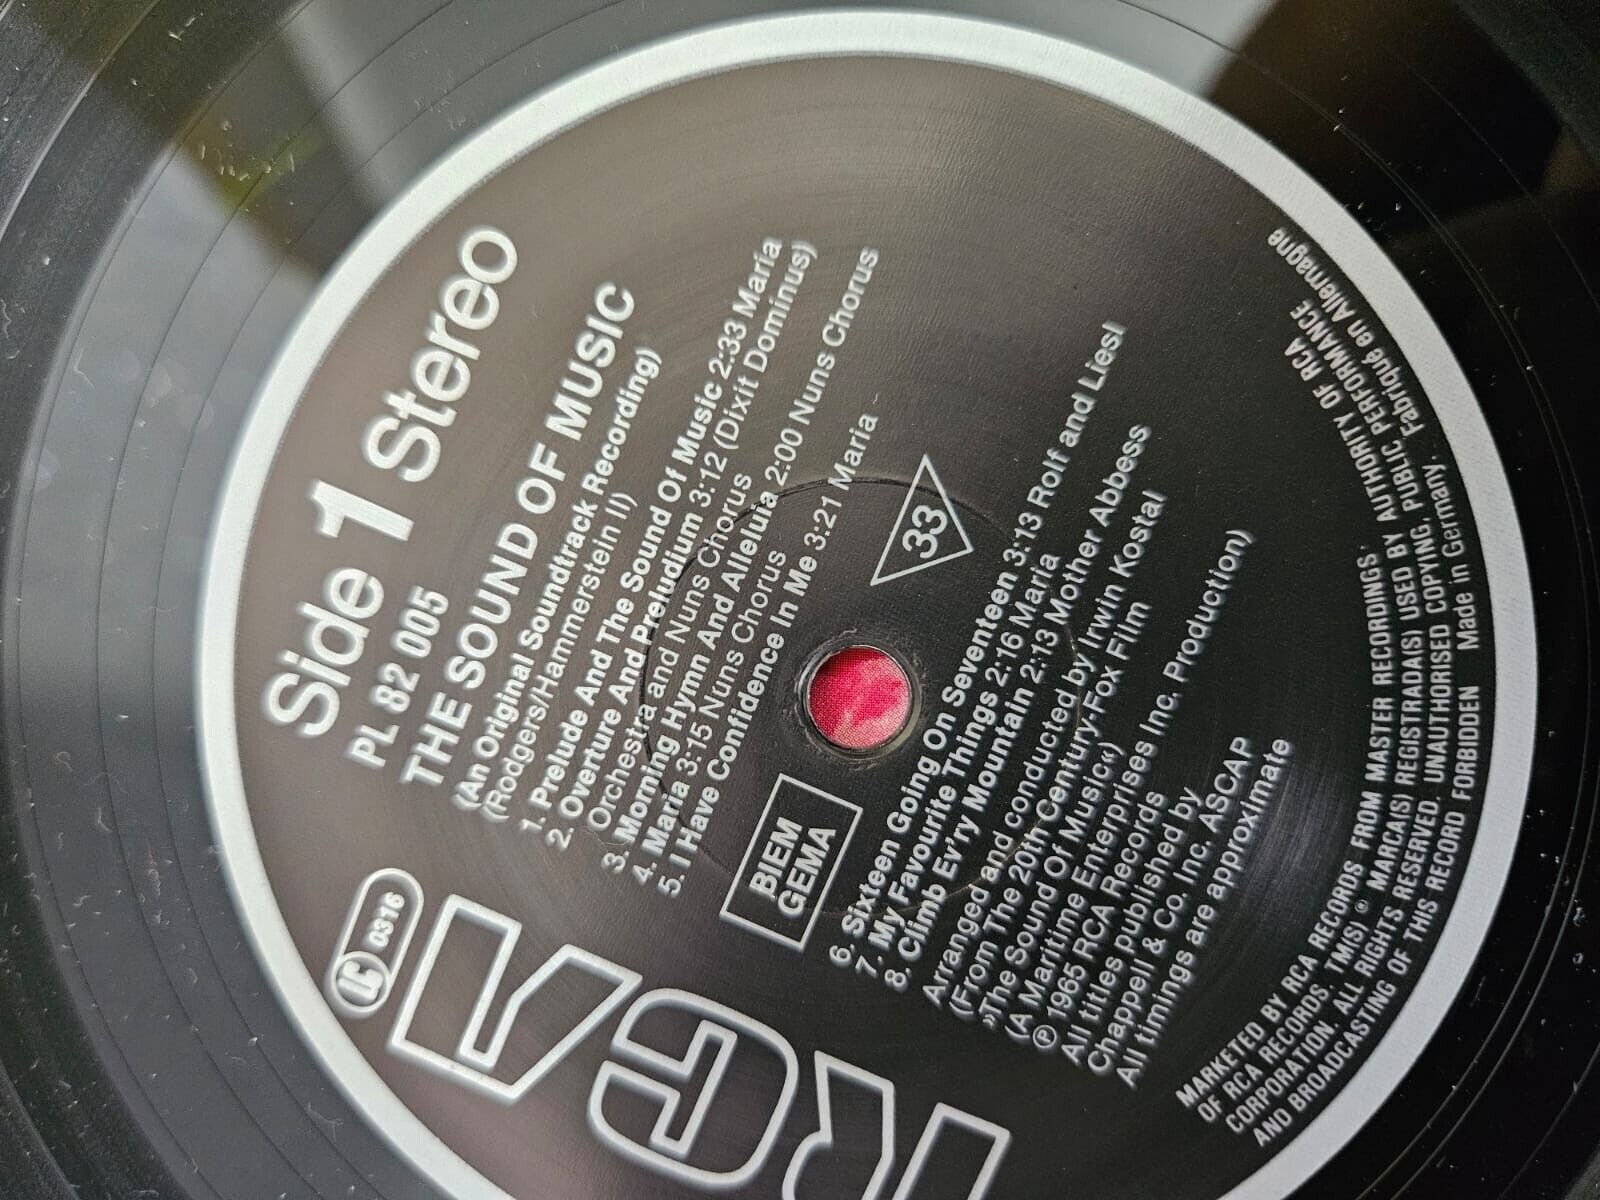 Side 1 Stereo
PL 82 005
THE SOUND OF MUSIC
(An Original Soundtrack Recording)
(Rodgers/Hammerstein II)
1. Prelude And The Sound Of Music 2:33 Maria
2. Overture And Preludium 3:12 (Dixit Dominus)
Orchestra and Nuns Chorus
3. Morning Hymn And Alleluia 2:00 Nuns Chorus
4. Maria 3:15 Nuns Chorus
5. I Have Confidence In Me 3:21 Maria
LC 0316
RCA
BIEM
GEMA
33
6. Sixteen Going On Seventeen 3:13 Rolf and Liesl
7. My Favourite Things 2:16 Maria
8. Climb Ev'ry Mountain 2:13 Mother Abbess
Arranged and conducted by Irwin Kostal
(From The 20th Century-Fox Film
»The Sound Of Music«)
(A Maritime Enterprises Inc. Production)
℗ 1965 RCA Records
All titles published by
Chappell & Co. Inc. ASCAP
All timings are approximate
MARKETED BY RCA RECORDS FROM MASTER RECORDINGS
OF RCA RECORDS. TM(S) ® MARCA(S) REGISTRADA(S) USED BY AUTHORITY OF RCA
CORPORATION. ALL RIGHTS RESERVED. UNAUTHORISED COPYING, PUBLIC PERFORMANCE
AND BROADCASTING OF THIS RECORD FORBIDDEN Made in Germany. Fabriqué en Allemagne